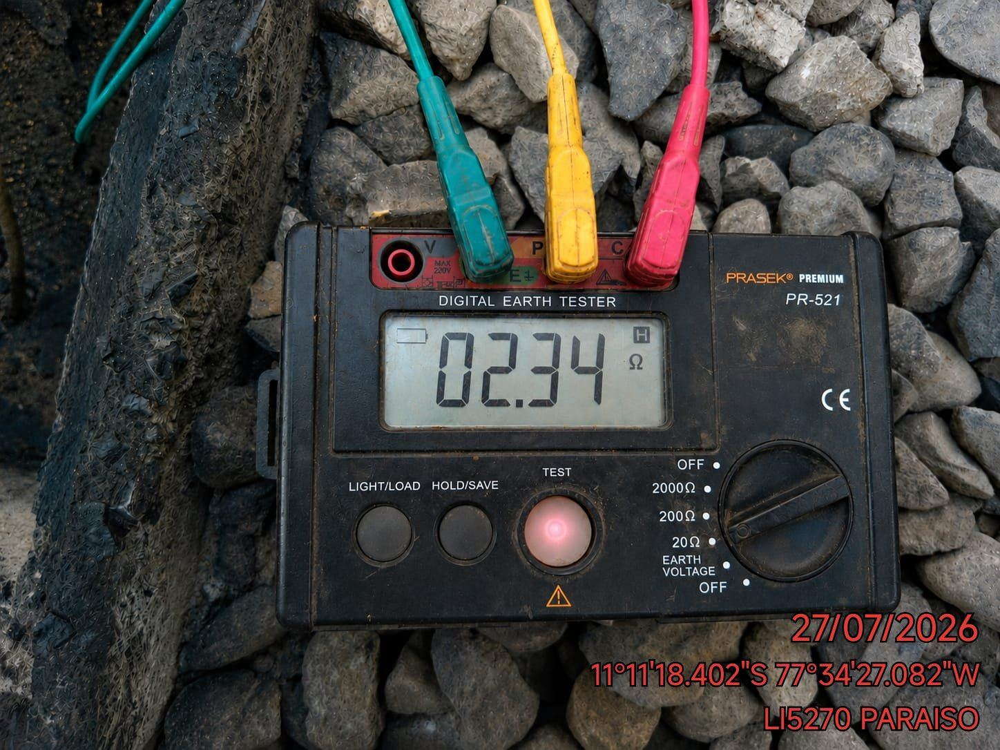 V
MAX
230V
P
C
E
DIGITAL EARTH TESTER
PRASEK® PREMIUM
PR-521
02.34
H
Ω
CE
LIGHT/LOAD
HOLD/SAVE
TEST
OFF
2000Ω
200Ω
20Ω
EARTH
VOLTAGE
OFF
27/07/2026
11°11'18.402"S 77°34'27.082"W
LI5270 PARAISO